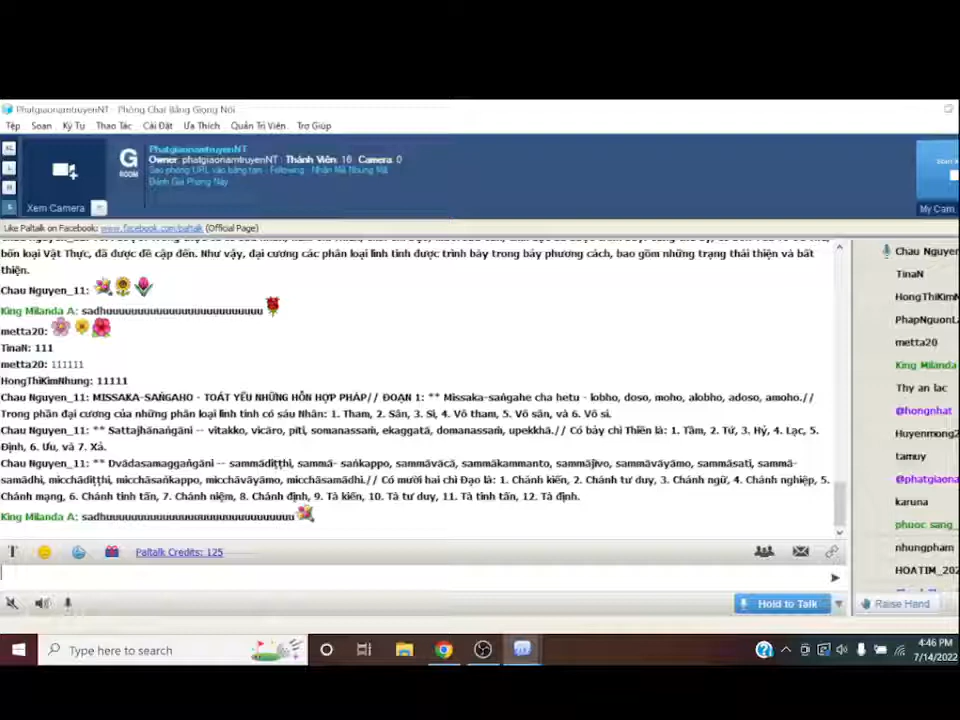 PhatgiaonamtruyenNT - Phòng Chat Bằng Giọng Nói
Tệp Soạn Ký Tự Thao Tác Cài Đặt Ưa Thích Quản Trị Viên Trợ Giúp
PhatgiaonamtruyenNT
Owner: phatgiaonamtruyenNT Thành Viên: 16 Camera: 0
G ROOM
Xem Camera
My Cam
Like Paltalk on Facebook: www.facebook.com/paltalk (Official Page)
bốn loại Vật Thực, đã được đề cập đến. Như vậy, đại cương các phân loại linh tinh được trình bày trong bảy phương cách, bao gồm những trạng thái thiện và bất
thiện.
Chau Nguyen_11:
King Milanda A: sadhuuuuuuuuuuuuuuuuuuuuuuuuu
metta20:
TinaN: 111
metta20: 111111
HongThiKimNhung: 11111
Chau Nguyen_11: MISSAKA-SAṄGAHO - TOÁT YẾU NHỮNG HỖN HỢP PHÁP// ĐOẠN 1: ** Missaka-saṅgahe cha hetu - lobho, doso, moho, alobho, adoso, amoho.//
Trong phần đại cương của những phân loại linh tinh có sáu Nhân: 1. Tham, 2. Sân, 3. Si, 4. Vô tham, 5. Vô sân, và 6. Vô si.
Chau Nguyen_11: ** Sattajhānaṅgāni -- vitakko, vicāro, pīti, somanassaṁ, ekaggatā, domanassaṁ, upekkhā.// Có bảy chi Thiền là: 1. Tầm, 2. Tứ, 3. Hỷ, 4. Lạc, 5.
Định, 6. Ưu, và 7. Xả.
Chau Nguyen_11: ** Dvādasamaggaṅgāni -- sammādiṭṭhi, sammā- saṅkappo, sammāvācā, sammākammanto, sammājīvo, sammāvāyāmo, sammāsati, sammā-
samādhi, micchādiṭṭhi, micchāsaṅkappo, micchāvāyāmo, micchāsamādhi.// Có mười hai chi Đạo là: 1. Chánh kiến, 2. Chánh tư duy, 3. Chánh ngữ, 4. Chánh nghiệp, 5.
Chánh mạng, 6. Chánh tinh tấn, 7. Chánh niệm, 8. Chánh định, 9. Tà kiến, 10. Tà tư duy, 11. Tà tinh tấn, 12. Tà định.
King Milanda A: sadhuuuuuuuuuuuuuuuuuuuuuuuuuuuuuu
Chau Nguyen
TinaN
HongThiKimN
PhapNguonLa
metta20
King Milanda
Thy an lac
@hongnhat
Huyenmong2
tamuy
@phatgiaona
karuna
phuoc sang_
nhungpham
HOATIM_202
Paltalk Credits: 125
Hold to Talk
Raise Hand
Type here to search
4:46 PM
7/14/2022